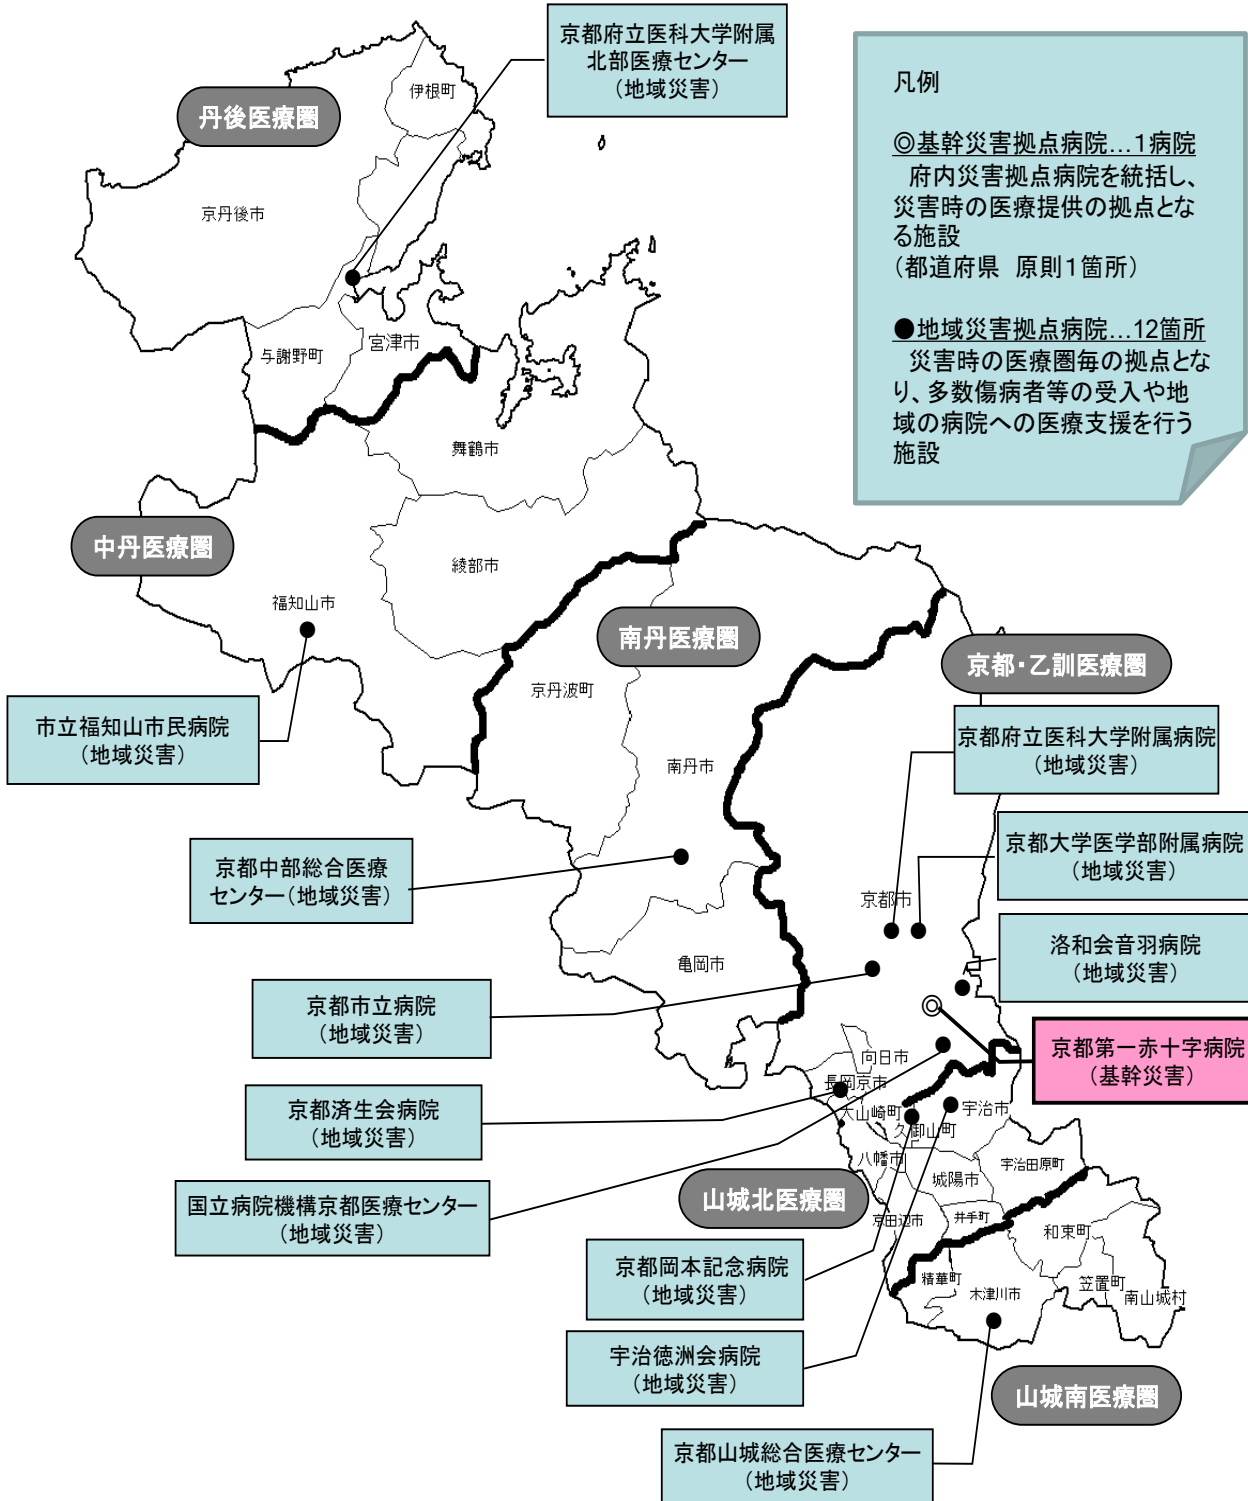 京都府立医科大学附属
北部医療センター
（地域災害）
凡例
◎基幹災害拠点病院…1病院
府内災害拠点病院を統括し、
災害時の医療提供の拠点とな
る施設
（都道府県 原則1箇所）
●地域災害拠点病院…12箇所
災害時の医療圏毎の拠点とな
り、多数傷病者等の受入や地
域の病院への医療支援を行う
施設
丹後医療圏
伊根町
京丹後市
与謝野町
宮津市
舞鶴市
中丹医療圏
綾部市
福知山市
南丹医療圏
京都・乙訓医療圏
京丹波町
市立福知山市民病院
（地域災害）
京都府立医科大学附属病院
（地域災害）
南丹市
京都大学医学部附属病院
（地域災害）
京都中部総合医療
センター（地域災害）
京都市
洛和会音羽病院
（地域災害）
亀岡市
京都市立病院
（地域災害）
京都第一赤十字病院
（基幹災害）
向日市
長岡京市
京都済生会病院
（地域災害）
大山崎町
宇治市
久御山町
八幡市
宇治田原町
城陽市
山城北医療圏
国立病院機構京都医療センター
（地域災害）
京田辺市
井手町
和束町
京都岡本記念病院
（地域災害）
精華町
木津川市
笠置町
南山城村
宇治徳洲会病院
（地域災害）
山城南医療圏
京都山城総合医療センター
（地域災害）